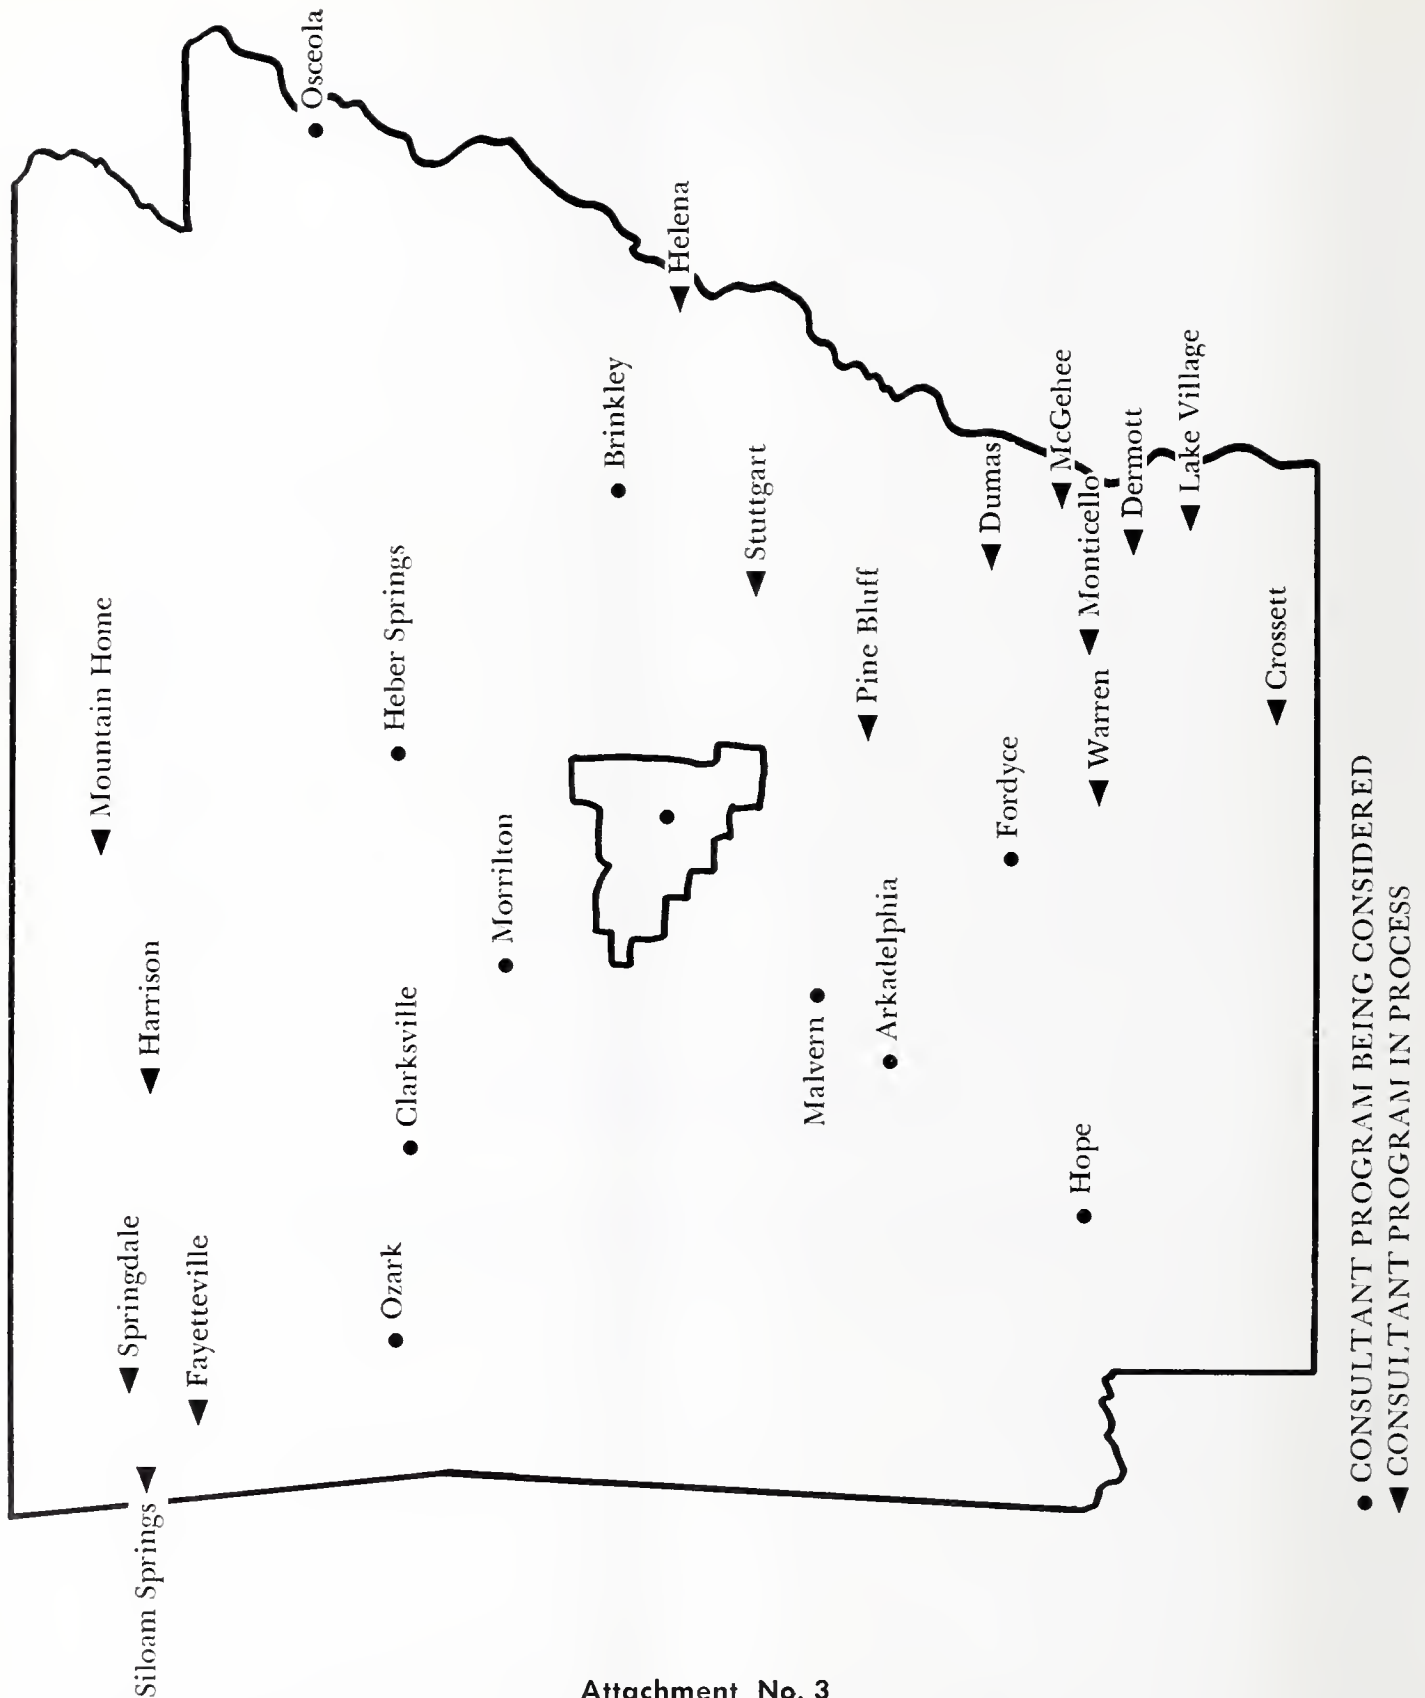 Siloam Springs
Springdale
Fayetteville
Harrison
Mountain Home
Ozark
Clarksville
Heber Springs
Osceola
Morrilton
Brinkley
Helena
Stuttgart
Malvern
Arkadelphia
Pine Bluff
Dumas
Fordyce
McGehee
Hope
Monticello
Warren
Dermott
Lake Village
Crossett
CONSULTANT PROGRAM BEING CONSIDERED
CONSULTANT PROGRAM IN PROCESS
Attachment No. 3